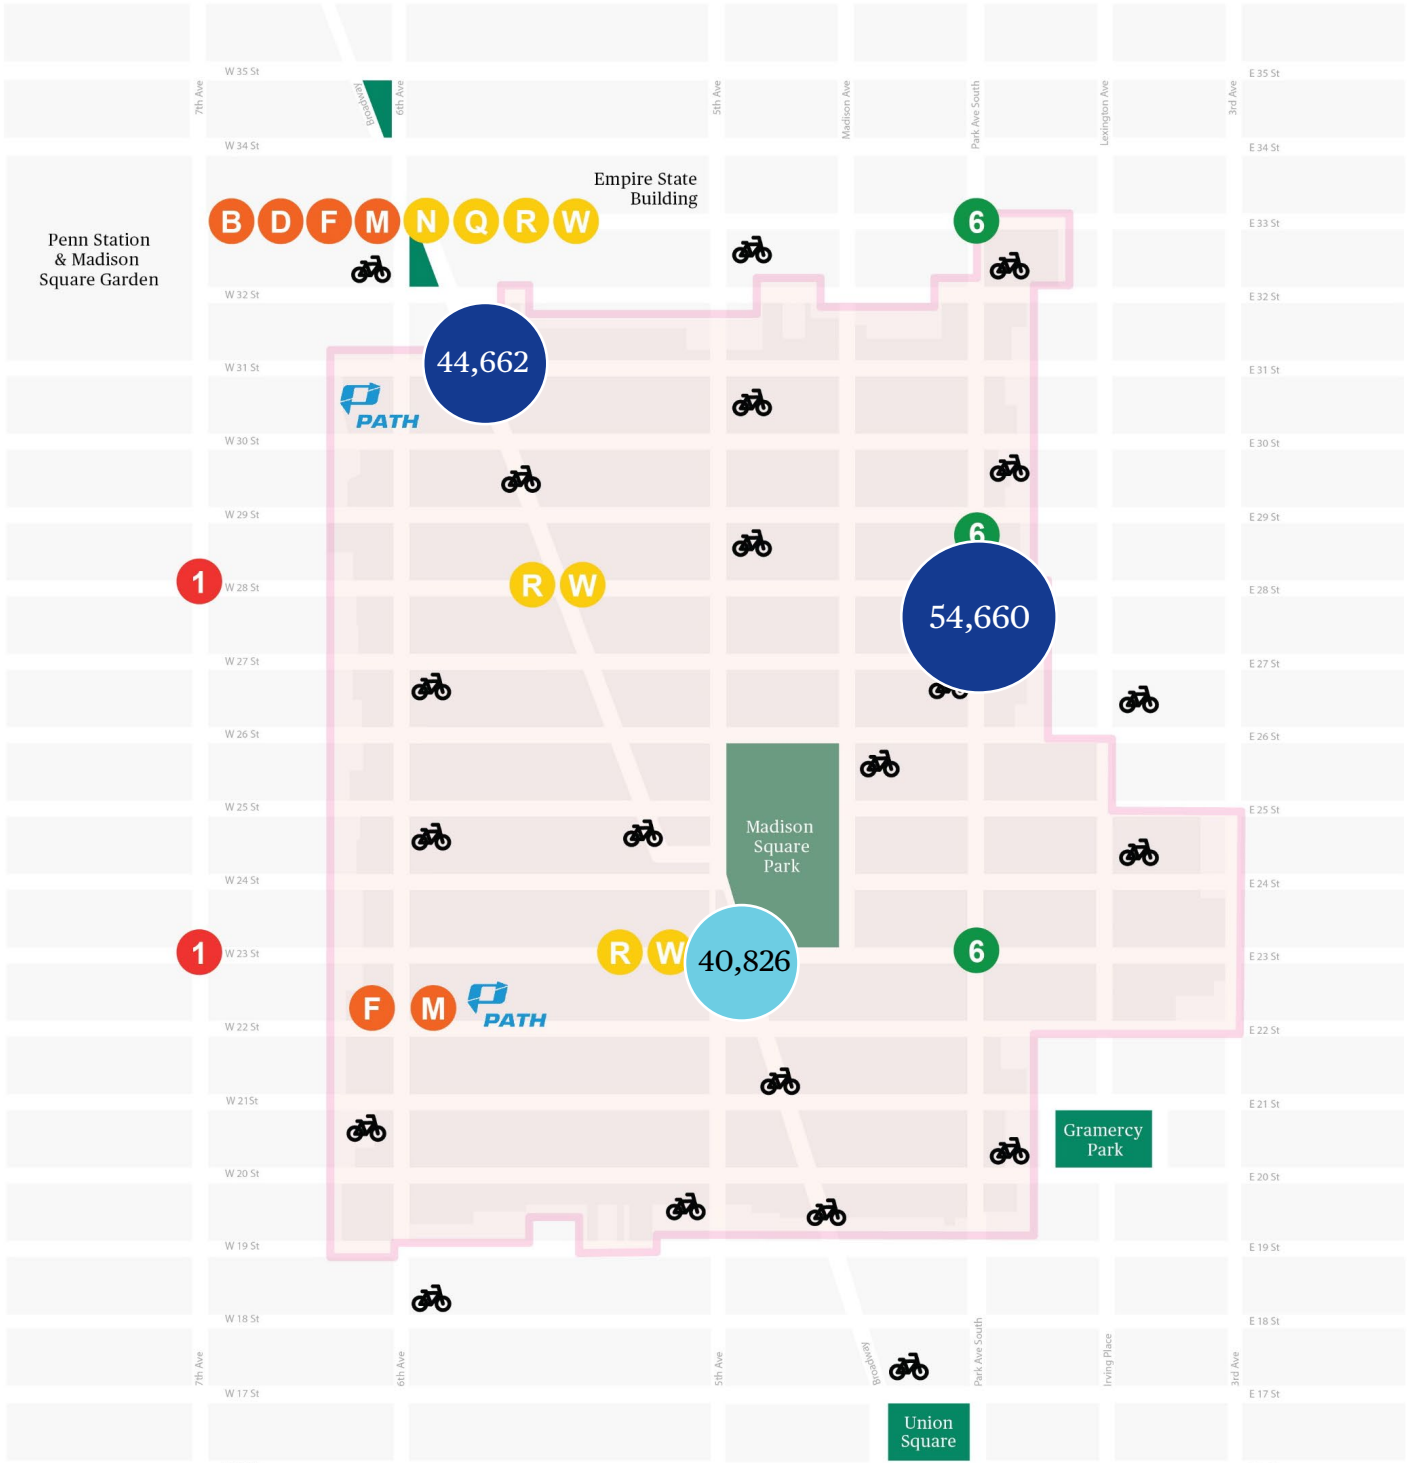 W 35 St
E 35 St
7th Ave
Broadway
6th Ave
5th Ave
Madison Ave
Park Ave South
Lexington Ave
3rd Ave
W 34 St
E 34 St
Empire State
Building
B D F M N Q R W
6
E 33 St
Penn Station
& Madison
Square Garden
W 32 St
E 32 St
44,662
W 31 St
E 31 St
PATH
W 30 St
E 30 St
W 29 St
E 29 St
6
1
W 28 St
R W
E 28 St
54,660
W 27 St
E 27 St
W 26 St
E 26 St
W 25 St
E 25 St
Madison
Square
Park
W 24 St
E 24 St
1
W 23 St
R W
40,826
6
E 23 St
F M
PATH
W 22 St
E 22 St
W 21St
E 21 St
Gramercy
Park
W 20 St
E 20 St
W 19 St
E 19 St
W 18 St
E 18 St
7th Ave
6th Ave
5th Ave
Broadway
Park Ave South
Irving Place
3rd Ave
W 17 St
E 17 St
Union
Square